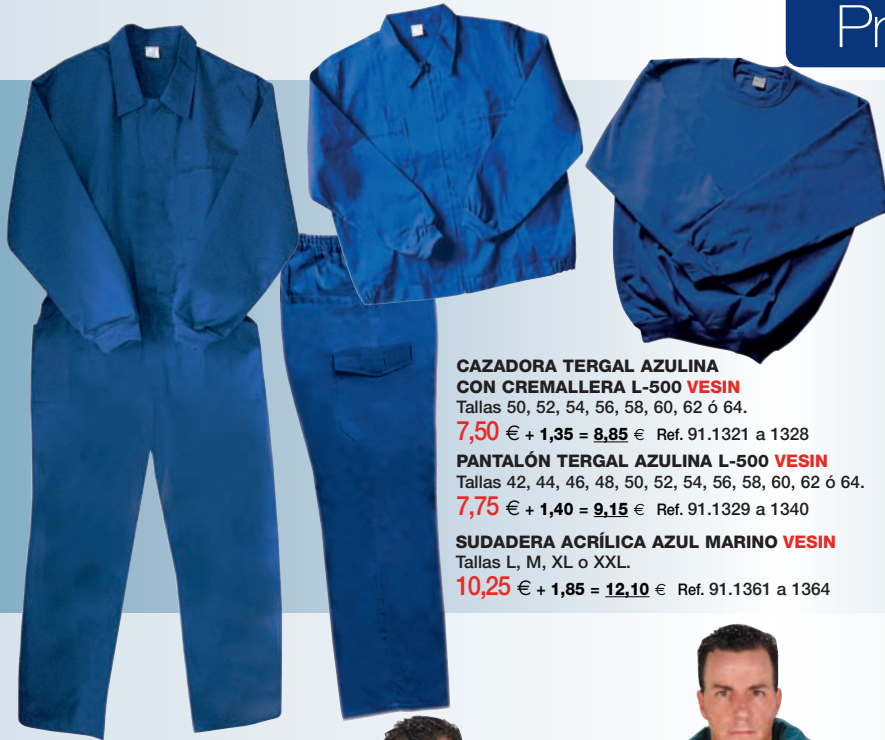 Pr
CAZADORA TERGAL AZULINA
CON CREMALLERA L-500 VESIN
Tallas 50, 52, 54, 56, 58, 60, 62 ó 64.
7,50 € + 1,35 = 8,85 € Ref. 91.1321 a 1328
PANTALÓN TERGAL AZULINA L-500 VESIN
Tallas 42, 44, 46, 48, 50, 52, 54, 56, 58, 60, 62 ó 64.
7,75 € + 1,40 = 9,15 € Ref. 91.1329 a 1340
SUDADERA ACRÍLICA AZUL MARINO VESIN
Tallas L, M, XL o XXL.
10,25 € + 1,85 = 12,10 € Ref. 91.1361 a 1364